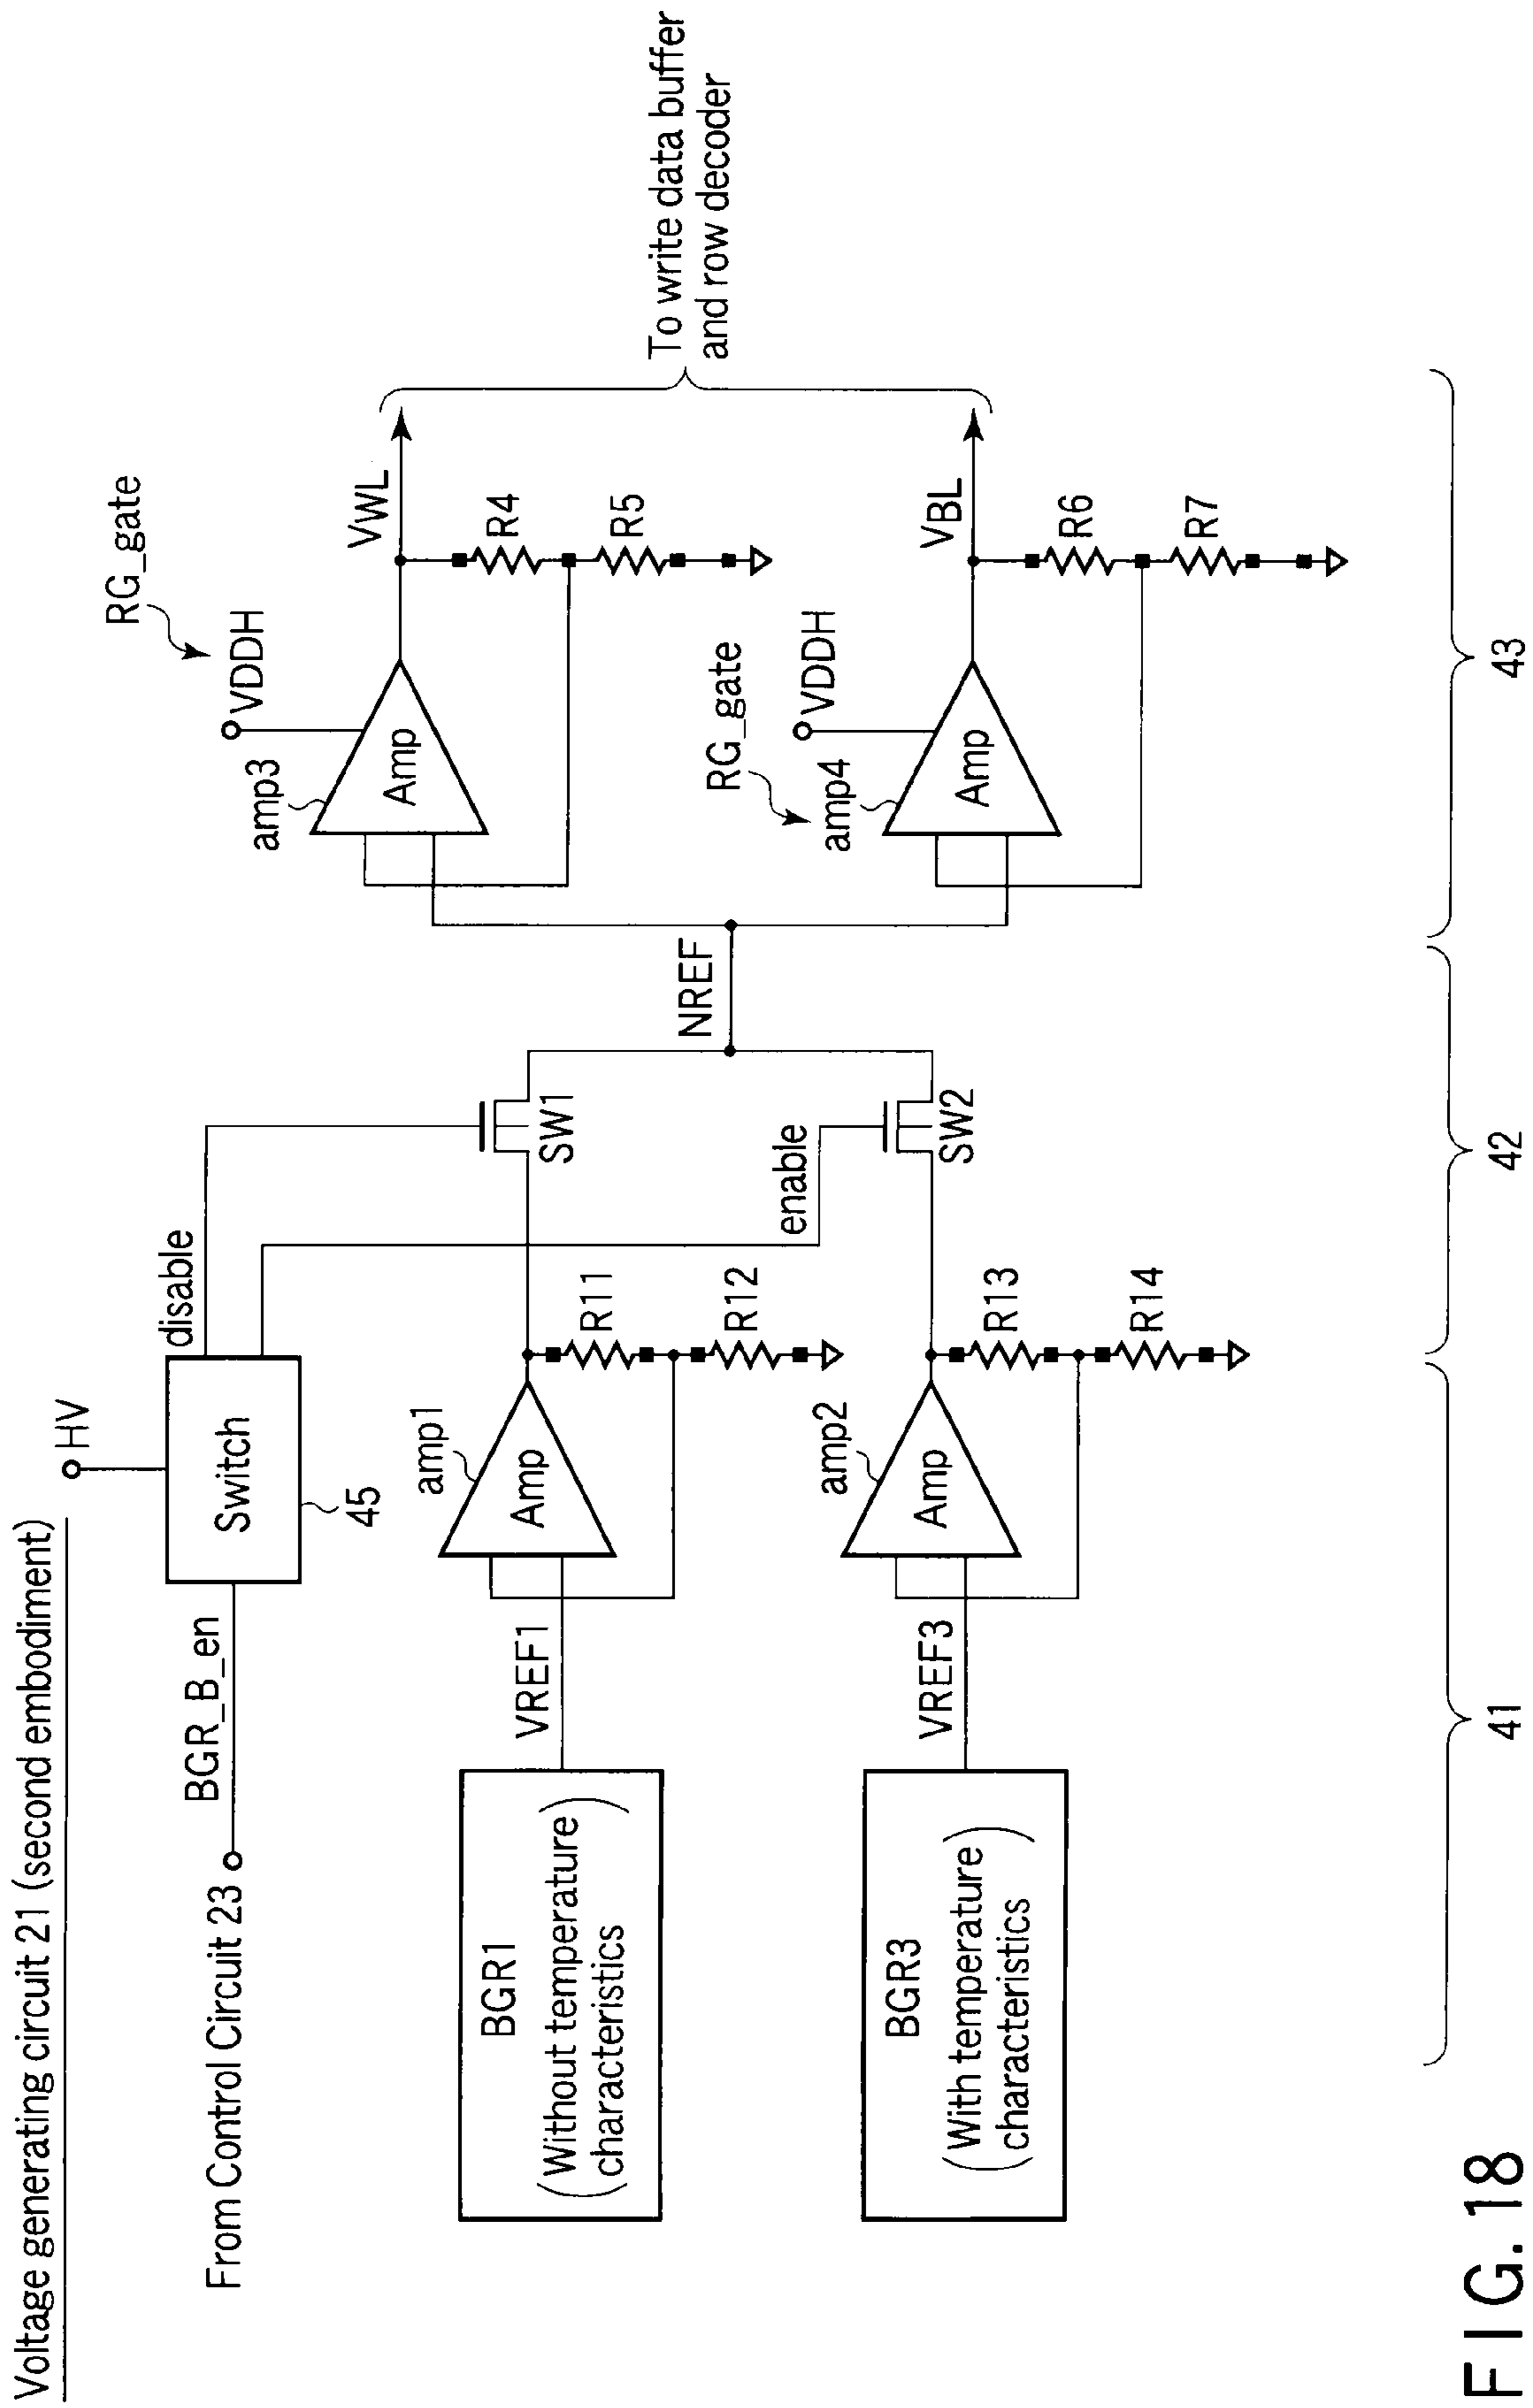 Voltage generating circuit 21 (second embodiment)
HV
BGR_B_en
From Control Circuit 23
Switch
45
disable
enable
BGR1
(Without temperature
characteristics)
VREF1
amp1
Amp
R11
R12
SW1
BGR3
(With temperature
characteristics)
VREF3
amp2
Amp
R13
R14
SW2
NREF
RG_gate
VDDH
amp3
Amp
VWL
R4
R5
RG_gate
VDDH
amp4
Amp
VBL
R6
R7
To write data buffer
and row decoder
41
42
43
FIG. 18